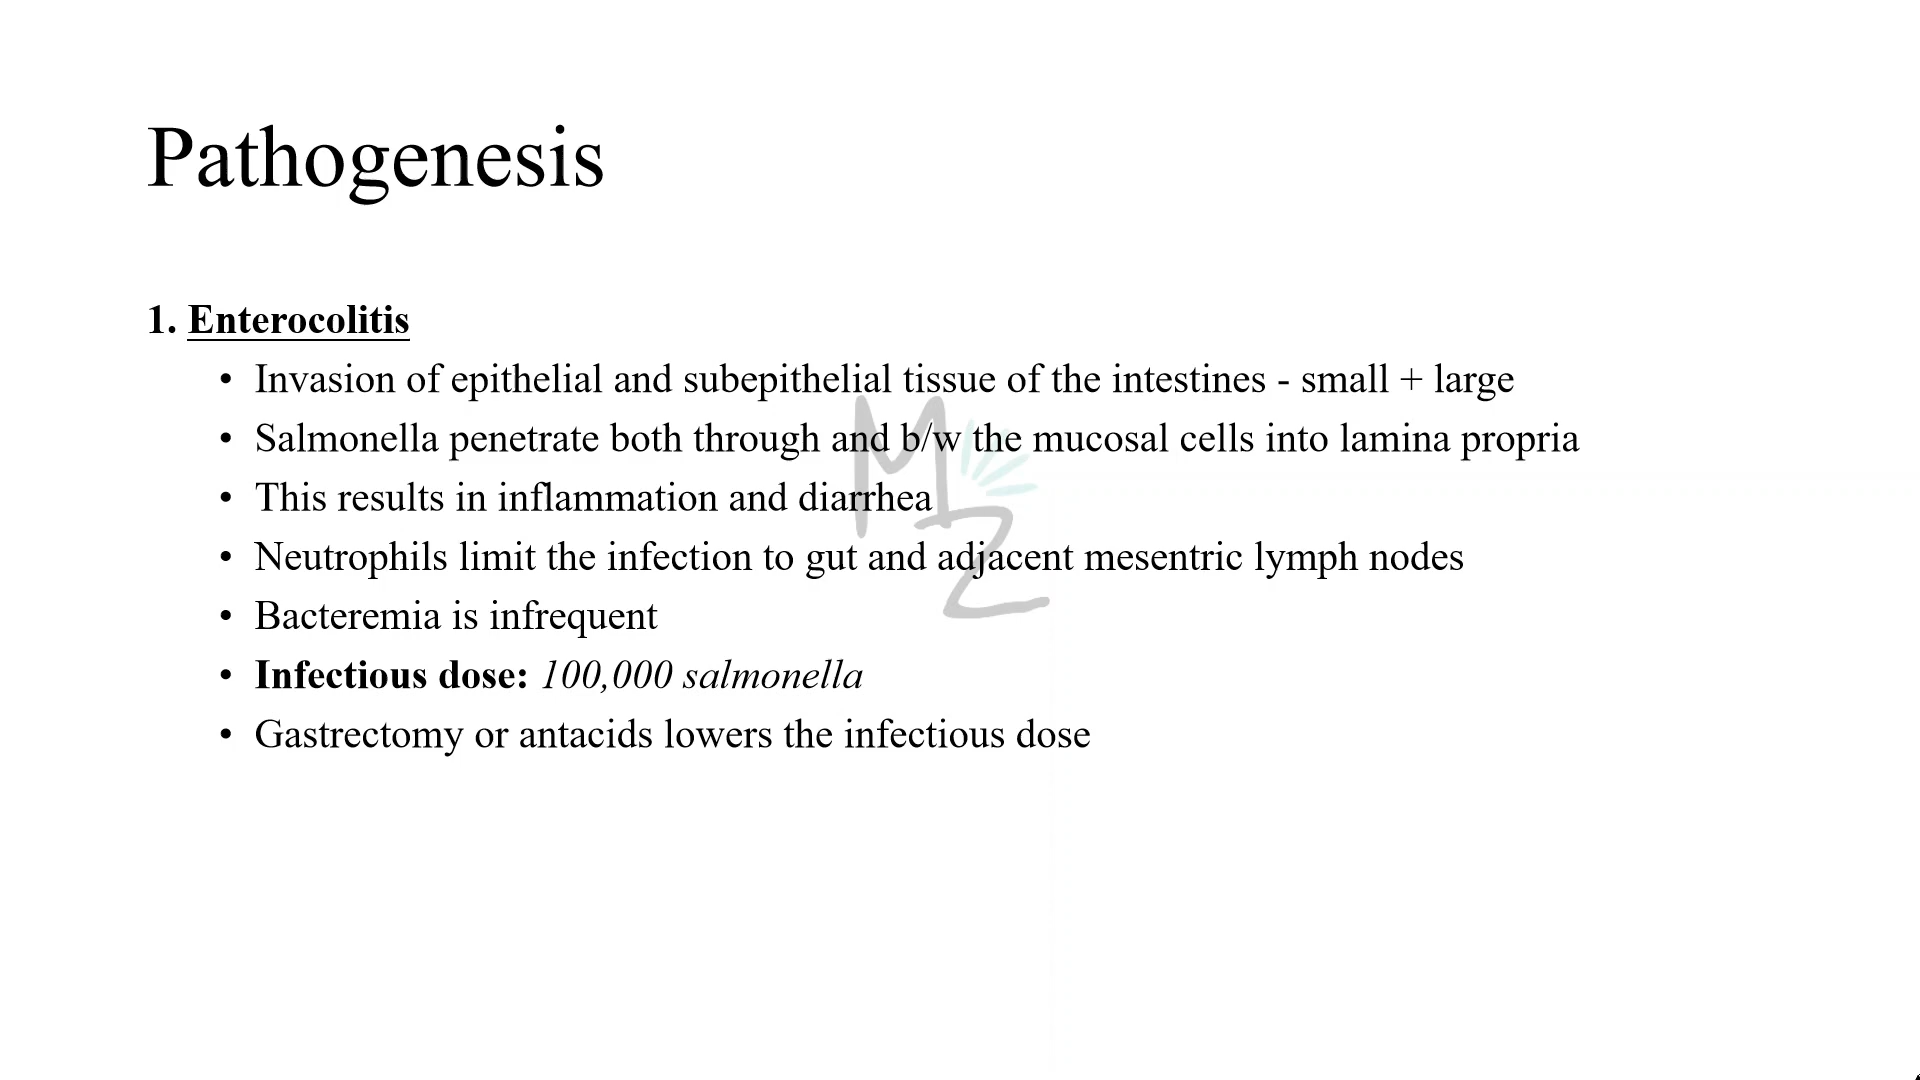 Pathogenesis
1. Enterocolitis
• Invasion of epithelial and subepithelial tissue of the intestines - small + large
• Salmonella penetrate both through and b/w the mucosal cells into lamina propria
• This results in inflammation and diarrhea
• Neutrophils limit the infection to gut and adjacent mesentric lymph nodes
• Bacteremia is infrequent
• Infectious dose: 100,000 salmonella
• Gastrectomy or antacids lowers the infectious dose
MZ